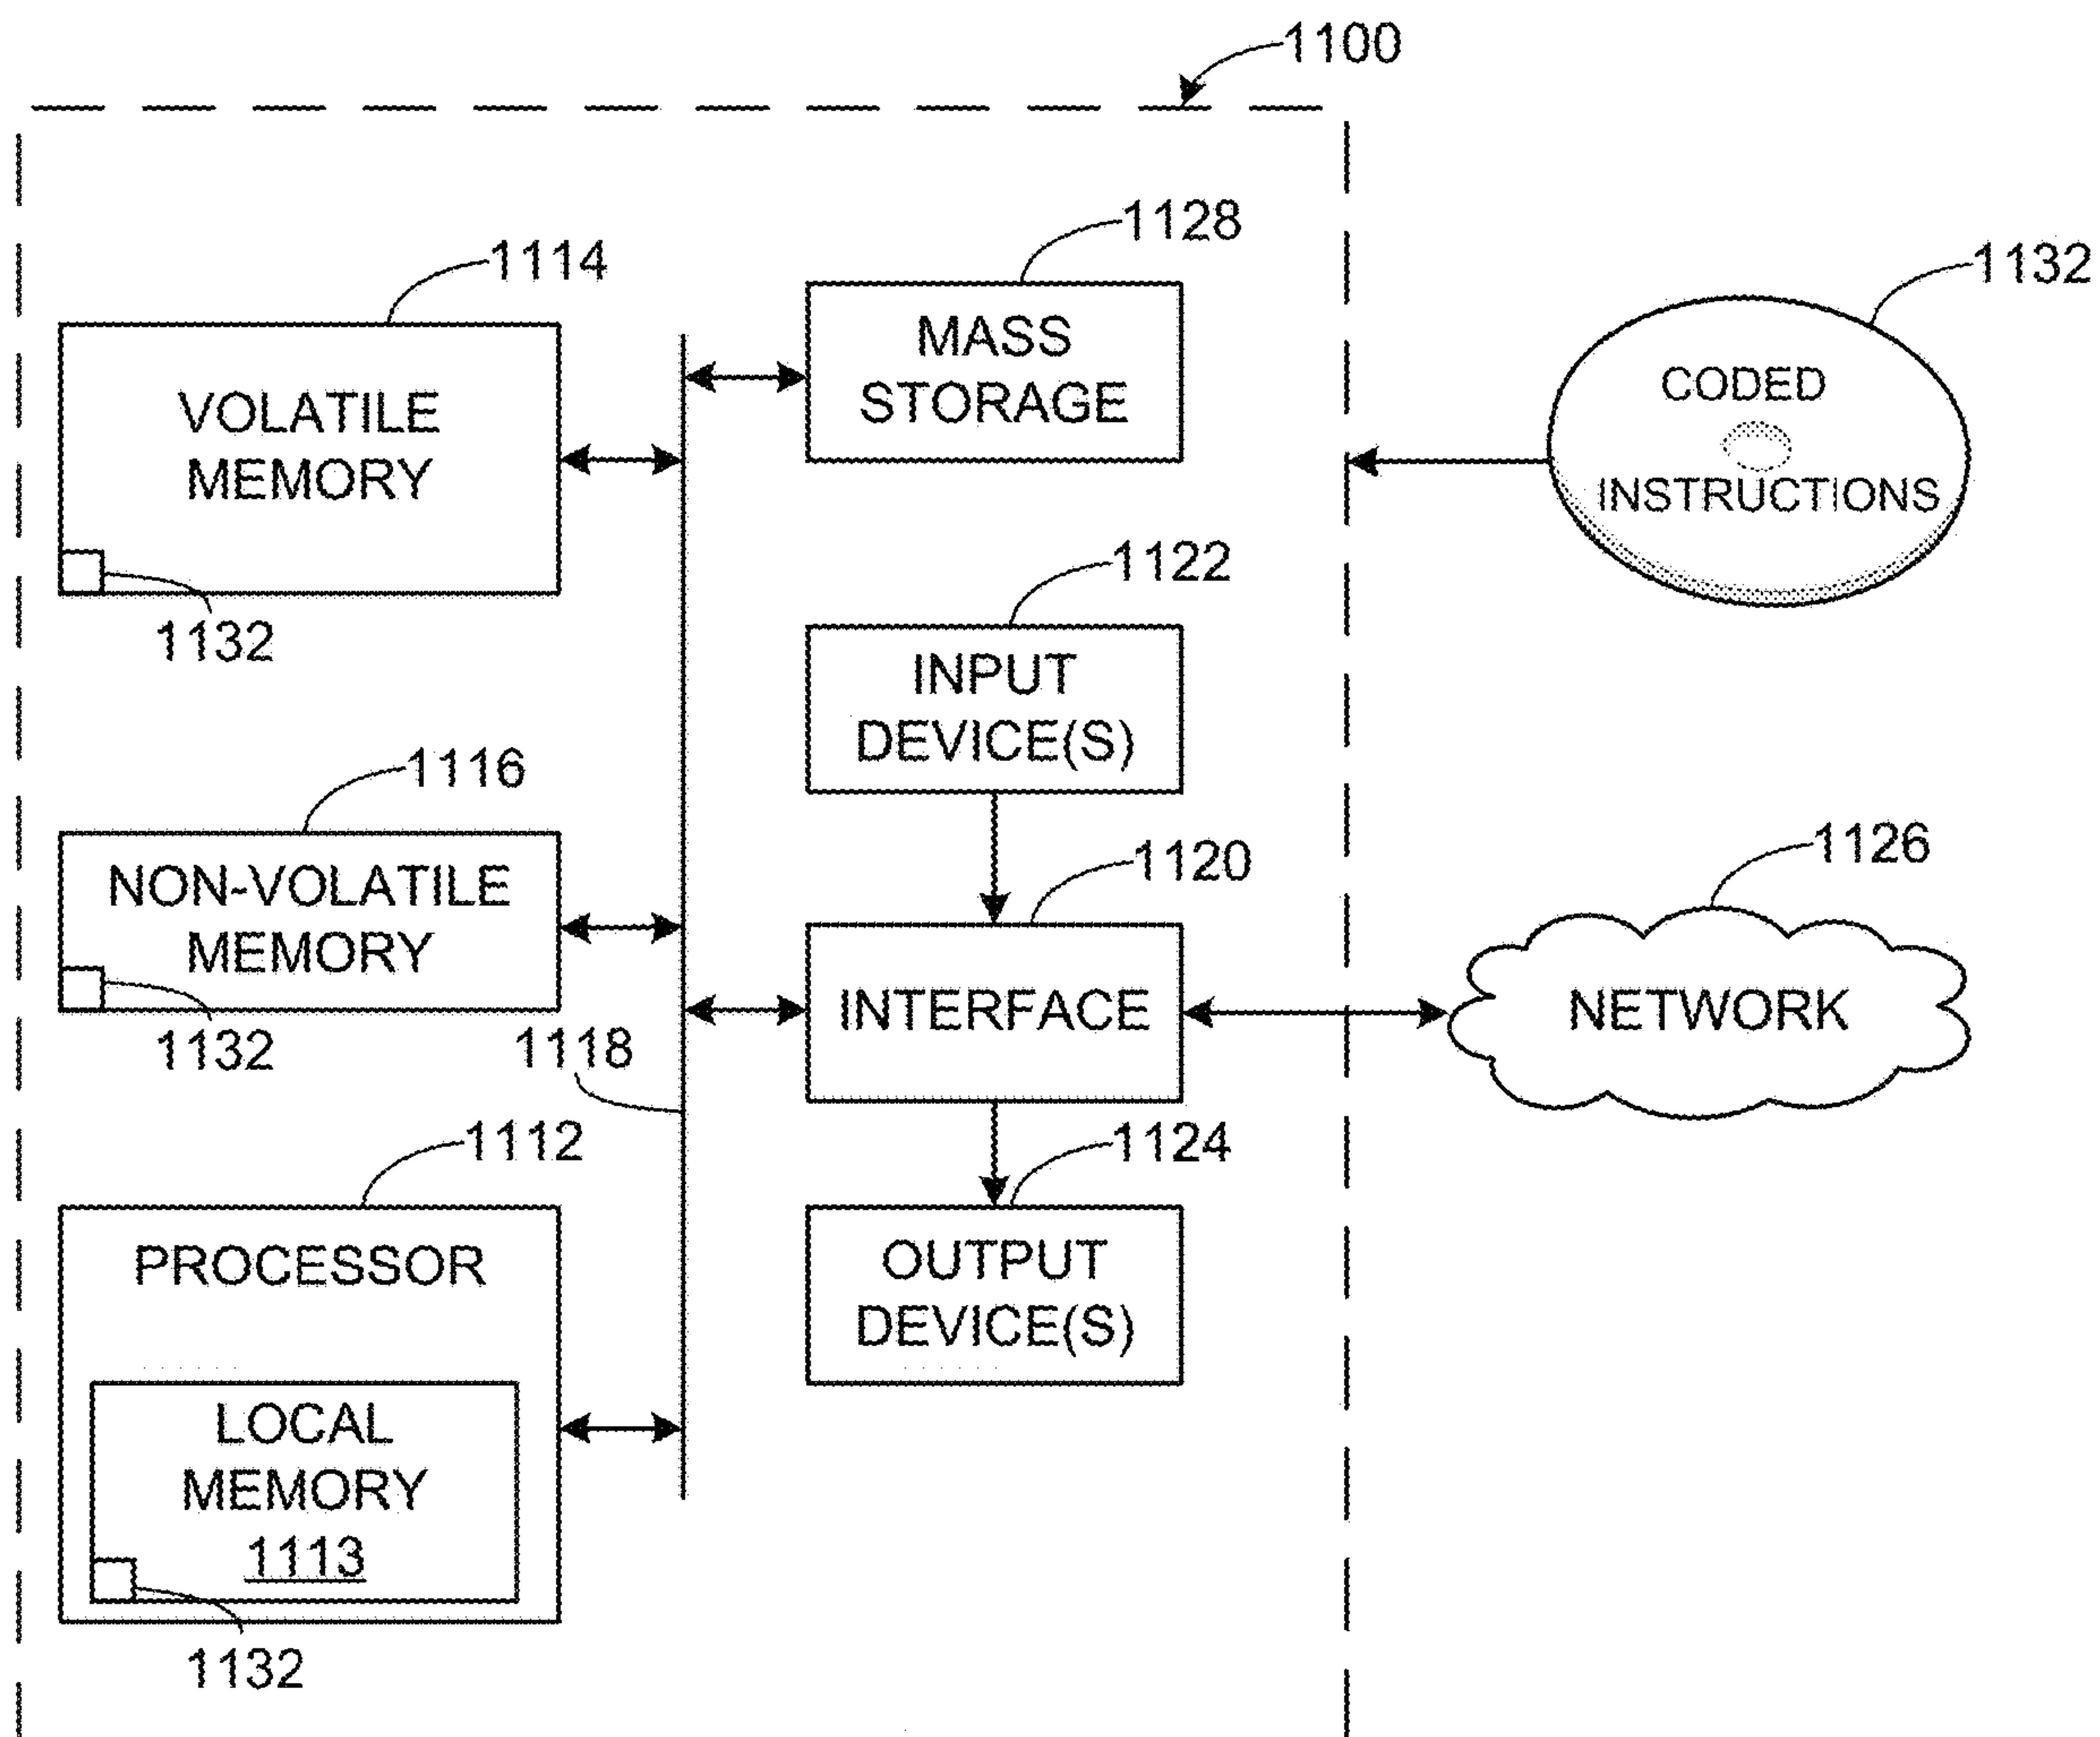 1100
1128
1114
1132
MASS
STORAGE
VOLATILE
MEMORY
CODED
INSTRUCTIONS
1122
1132
INPUT
DEVICE(S)
1116
1120
1126
NON-VOLATILE
MEMORY
INTERFACE
NETWORK
1132
1118
1112
1124
PROCESSOR
OUTPUT
DEVICE(S)
LOCAL
MEMORY
1113
1132